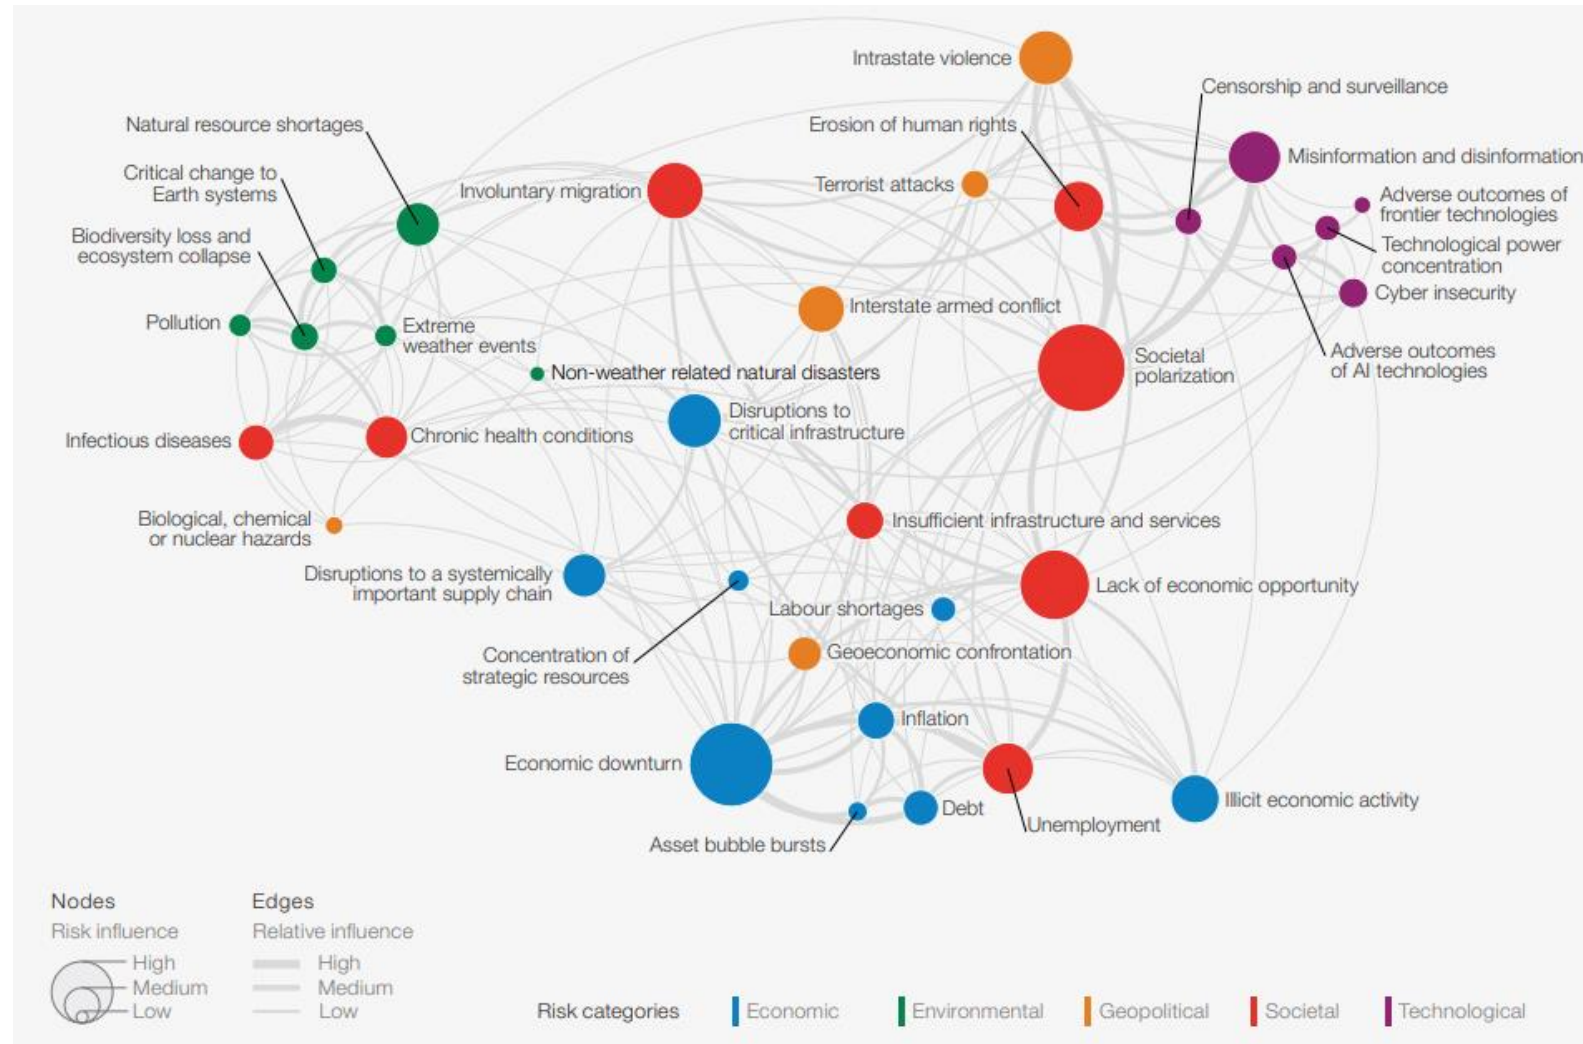 Intrastate violence
Censorship and surveillance
Natural resource shortages
Erosion of human rights
Misinformation and disinformation
Critical change to
Earth systems
Involuntary migration
Terrorist attacks
Adverse outcomes of
frontier technologies
Biodiversity loss and
ecosystem collapse
Technological power
concentration
Cyber insecurity
Interstate armed conflict
Pollution
Extreme
weather events
Adverse outcomes
of AI technologies
Societal
polarization
Non-weather related natural disasters
Disruptions to
critical infrastructure
Infectious diseases
Chronic health conditions
Biological, chemical
or nuclear hazards
Insufficient infrastructure and services
Disruptions to a systemically
important supply chain
Lack of economic opportunity
Labour shortages
Concentration of
strategic resources
Geoeconomic confrontation
Inflation
Economic downturn
Debt
Illicit economic activity
Unemployment
Asset bubble bursts
Nodes
Risk influence
High
Medium
Low
Edges
Relative influence
High
Medium
Low
Risk categories
Economic
Environmental
Geopolitical
Societal
Technological